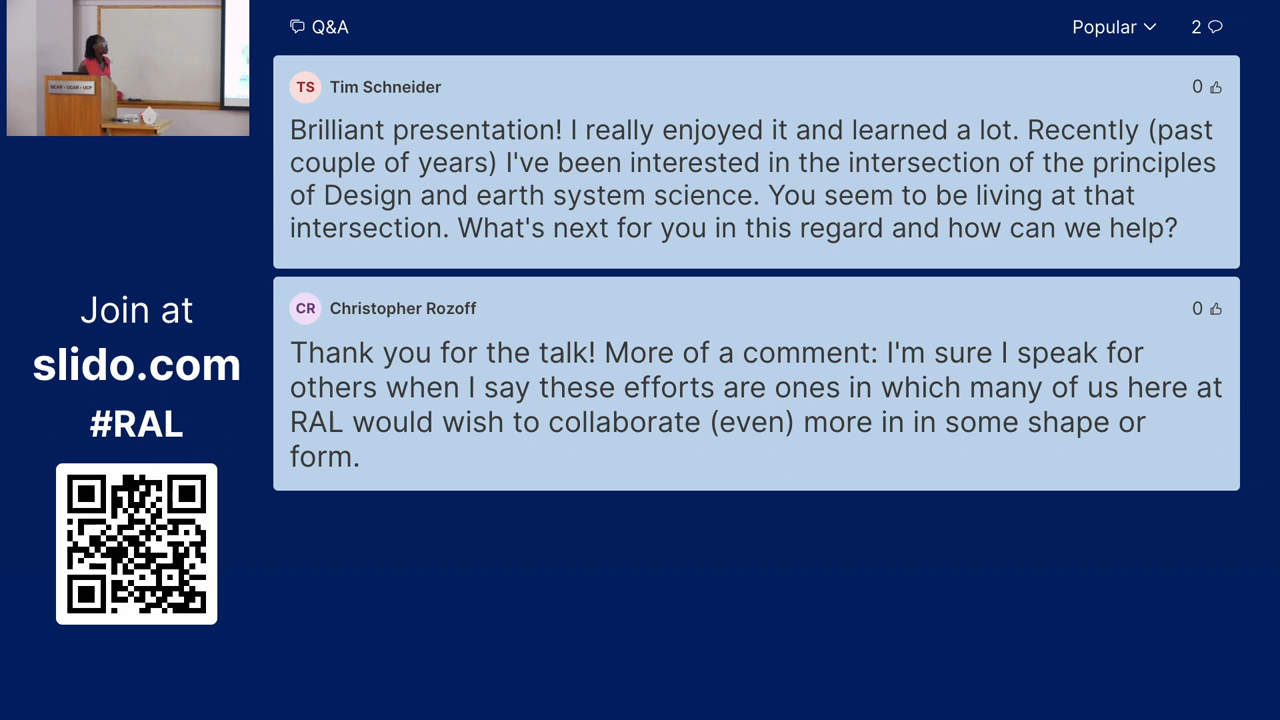 Q&A
Popular
2
TS Tim Schneider
0
Brilliant presentation! I really enjoyed it and learned a lot. Recently (past
couple of years) I've been interested in the intersection of the principles
of Design and earth system science. You seem to be living at that
intersection. What's next for you in this regard and how can we help?
CR Christopher Rozoff
0
Thank you for the talk! More of a comment: I'm sure I speak for
others when I say these efforts are ones in which many of us here at
RAL would wish to collaborate (even) more in in some shape or
form.
Join at
slido.com
#RAL